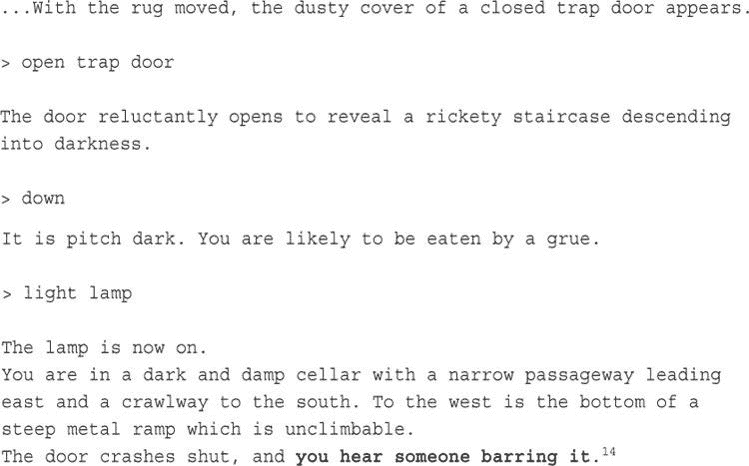 ...With the rug moved, the dusty cover of a closed trap door appears.
> open trap door
The door reluctantly opens to reveal a rickety staircase descending
into darkness.
> down
It is pitch dark. You are likely to be eaten by a grue.
> light lamp
The lamp is now on.
You are in a dark and damp cellar with a narrow passageway leading
east and a crawlway to the south. To the west is the bottom of a
steep metal ramp which is unclimbable.
The door crashes shut, and you hear someone barring it.14